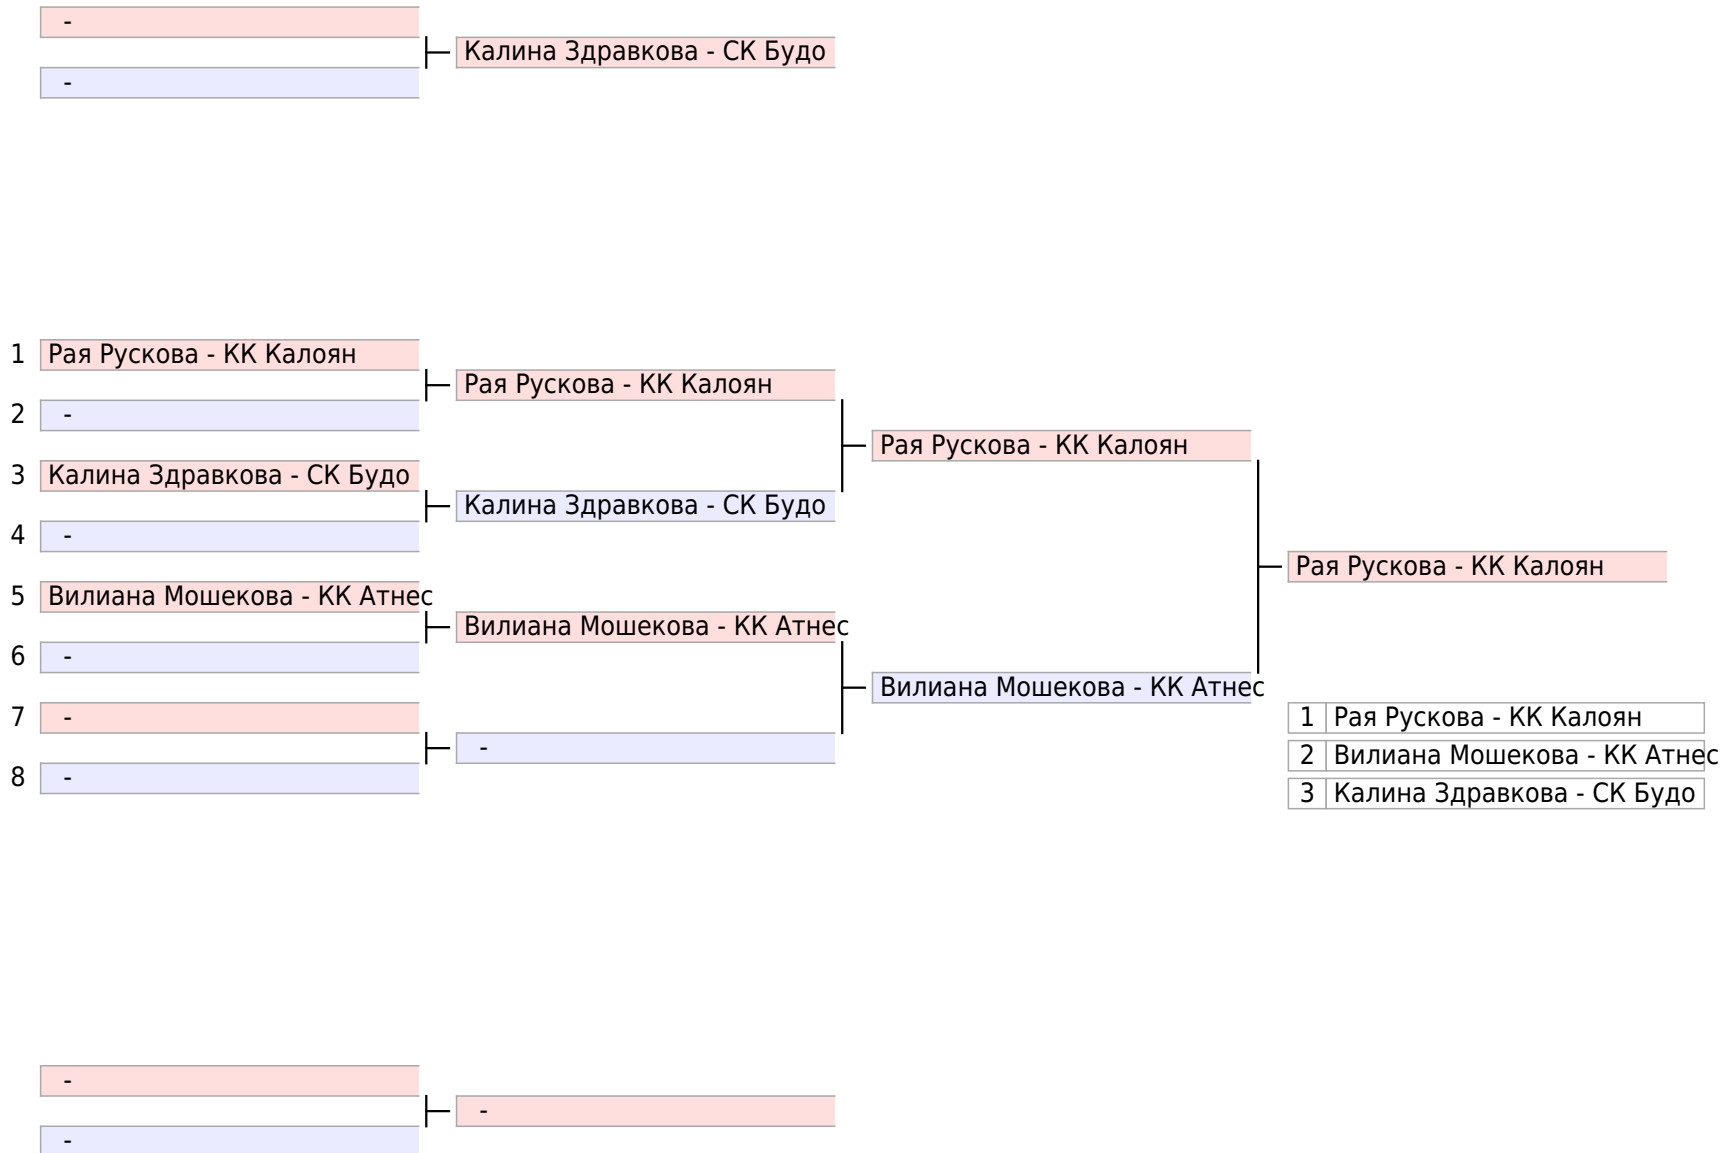 -
Калина Здравкова - СК Будо
-
1 Рая Рускова - КК Калоян
Рая Рускова - КК Калоян
2 -
Рая Рускова - КК Калоян
3 Калина Здравкова - СК Будо
Калина Здравкова - СК Будо
4 -
Рая Рускова - КК Калоян
5 Вилиана Мошекова - КК Атнес
Вилиана Мошекова - КК Атнес
6 -
Вилиана Мошекова - КК Атнес
7 -
1 Рая Рускова - КК Калоян
-
2 Вилиана Мошекова - КК Атнес
8 -
3 Калина Здравкова - СК Будо
-
-
-